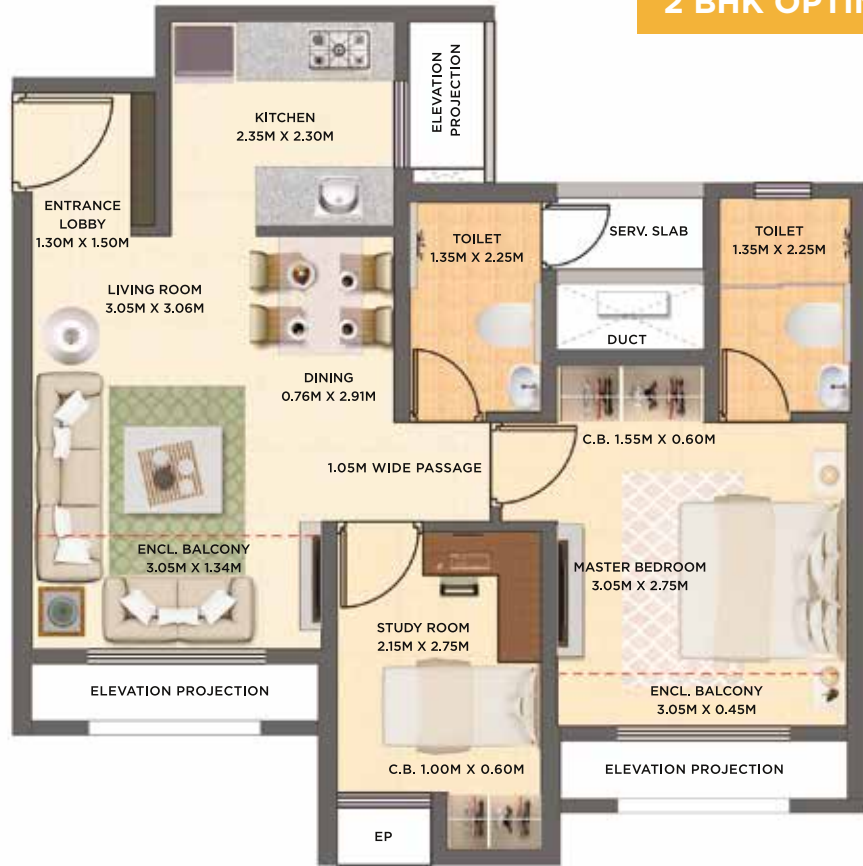 2 BHK
ELEVATION
PROJECTION
KITCHEN
2.35M X 2.30M
ENTRANCE
LOBBY
1.30M X 1.50M
TOILET
1.35M X 2.25M
SERV. SLAB
TOILET
1.35M X 2.25M
LIVING ROOM
3.05M X 3.06M
DUCT
DINING
0.76M X 2.91M
C.B. 1.55M X 0.60M
1.05M WIDE PASSAGE
ENCL. BALCONY
3.05M X 1.34M
MASTER BEDROOM
3.05M X 2.75M
STUDY ROOM
2.15M X 2.75M
ELEVATION PROJECTION
ENCL. BALCONY
3.05M X 0.45M
C.B. 1.00M X 0.60M
ELEVATION PROJECTION
EP